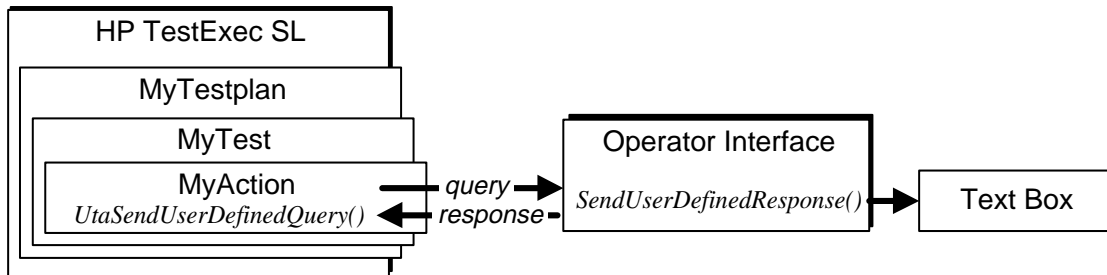 HP TestExec SL
MyTestplan
MyTest
MyAction
UtaSendUserDefinedQuery()
query
response
Operator Interface
SendUserDefinedResponse()
Text Box